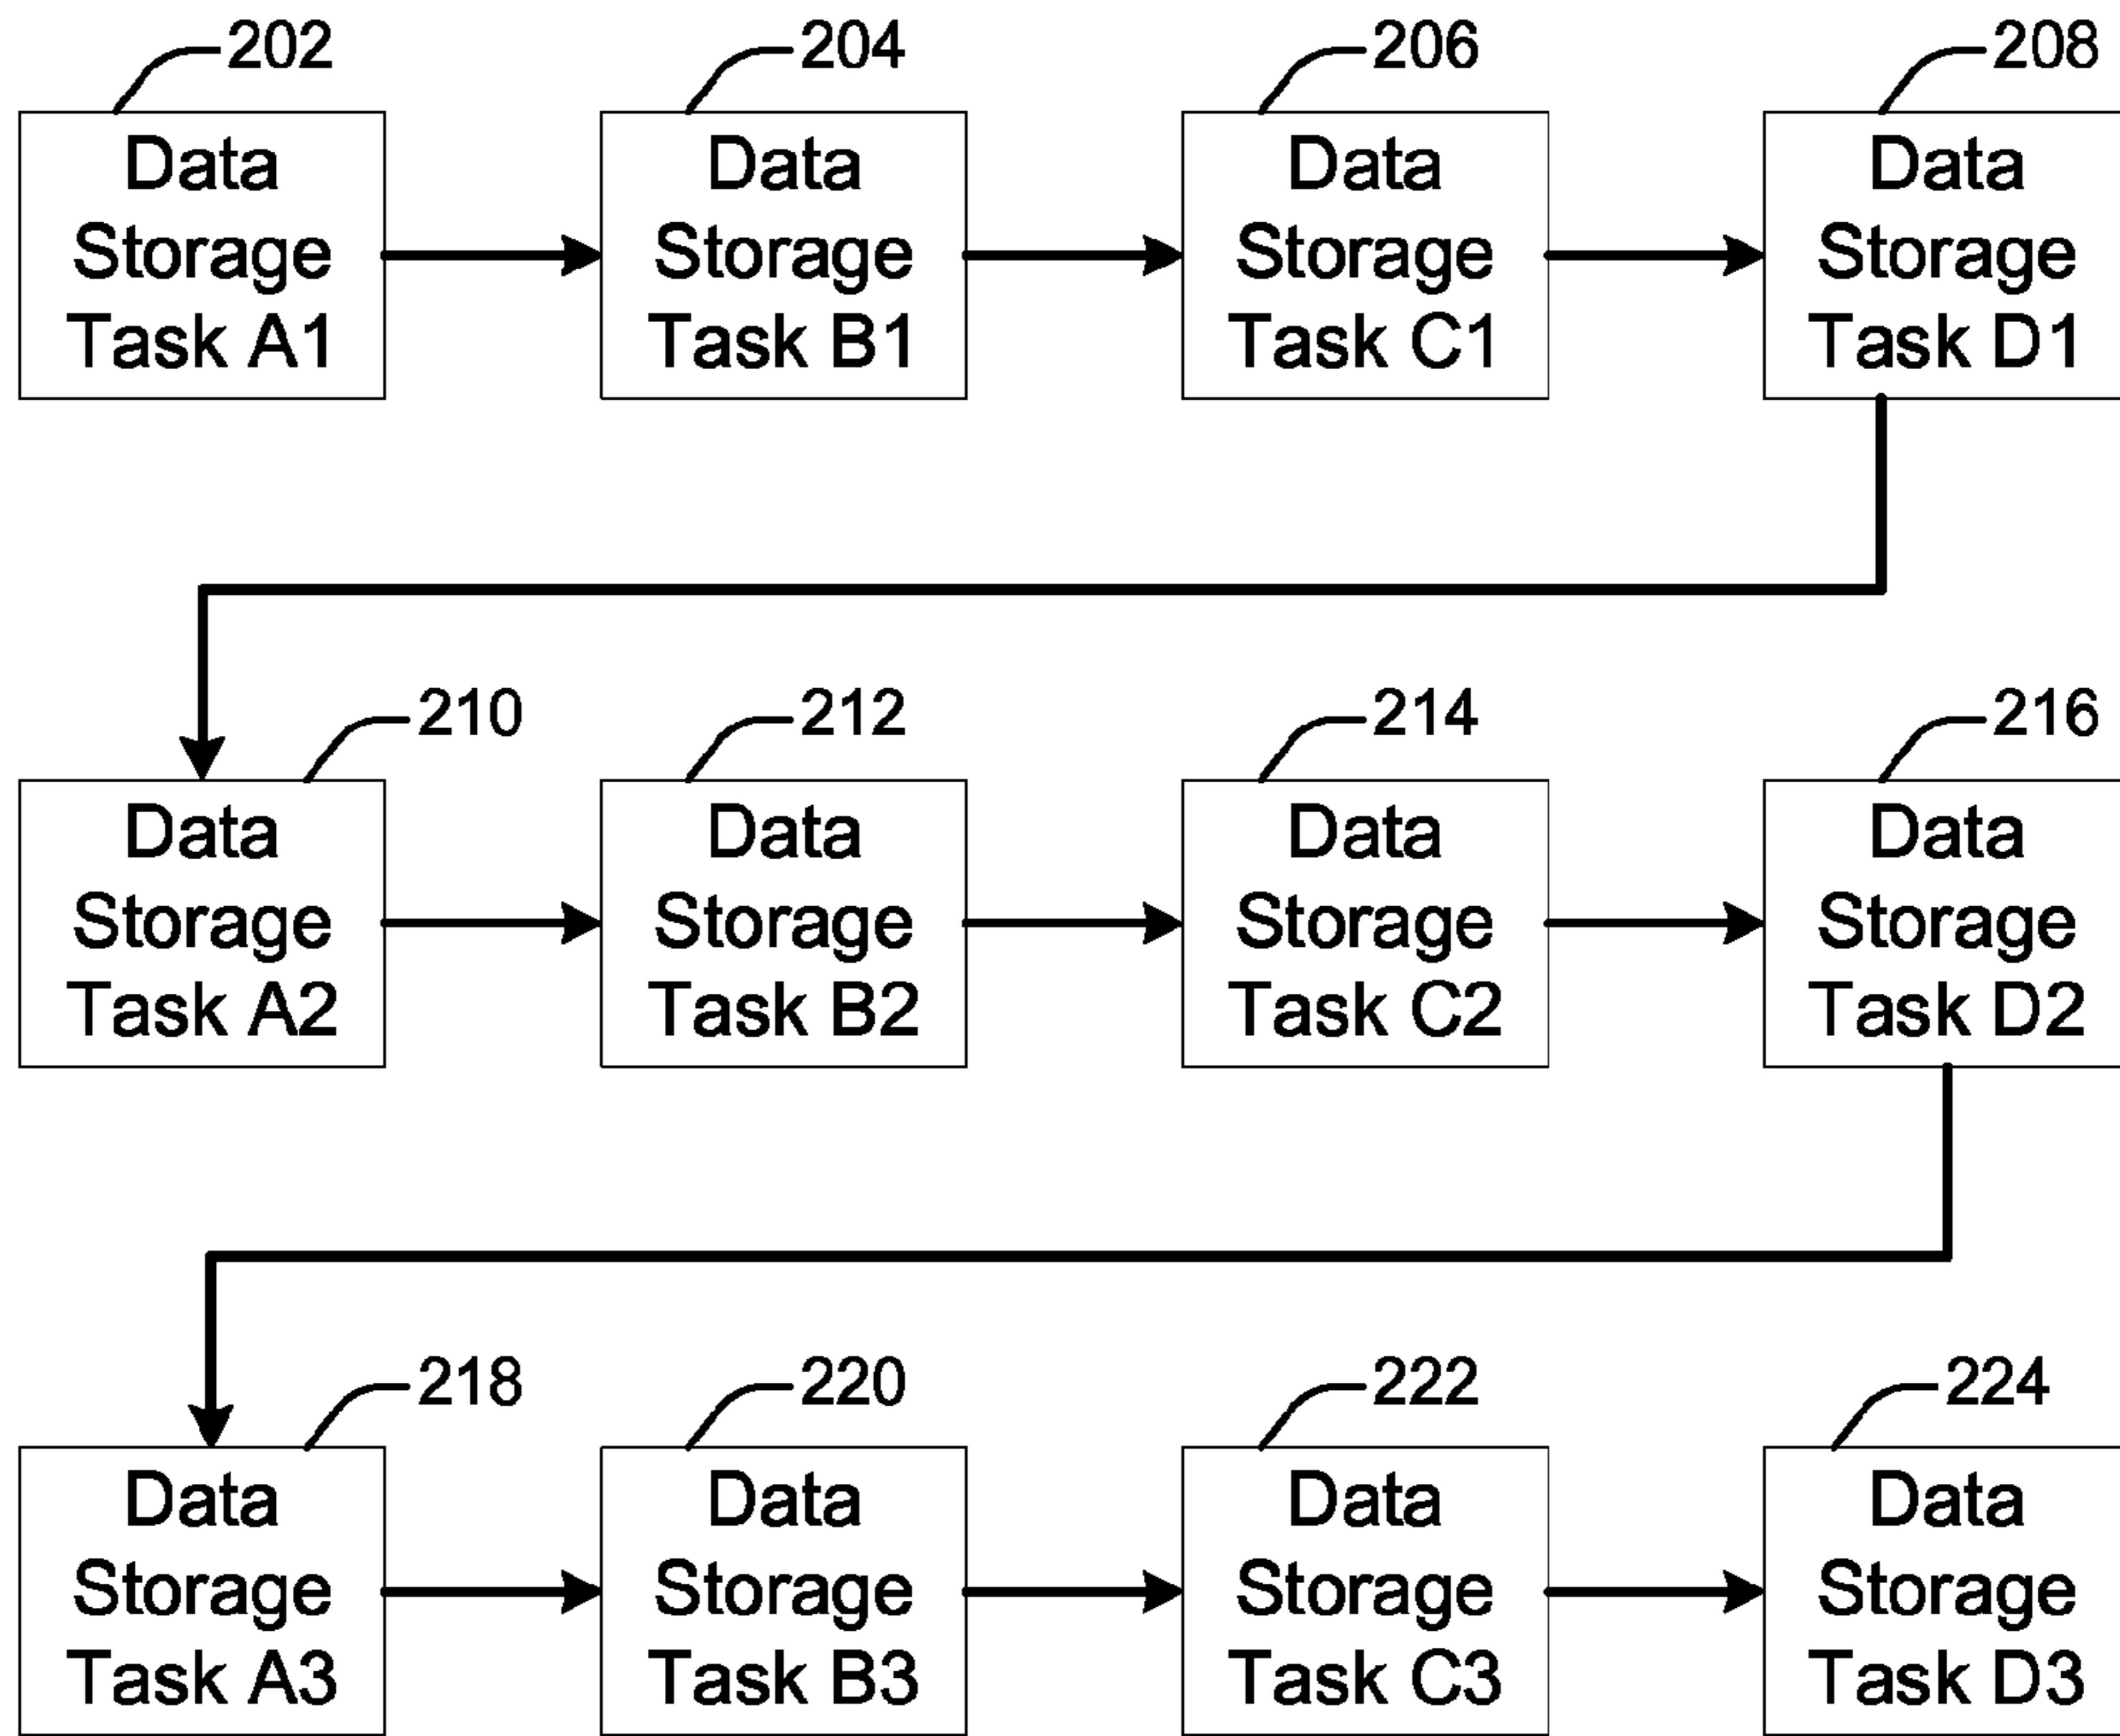 202
204
206
208
Data
Storage
Task A1
Data
Storage
Task B1
Data
Storage
Task C1
Data
Storage
Task D1
210
212
214
216
Data
Storage
Task A2
Data
Storage
Task B2
Data
Storage
Task C2
Data
Storage
Task D2
218
220
222
224
Data
Storage
Task A3
Data
Storage
Task B3
Data
Storage
Task C3
Data
Storage
Task D3